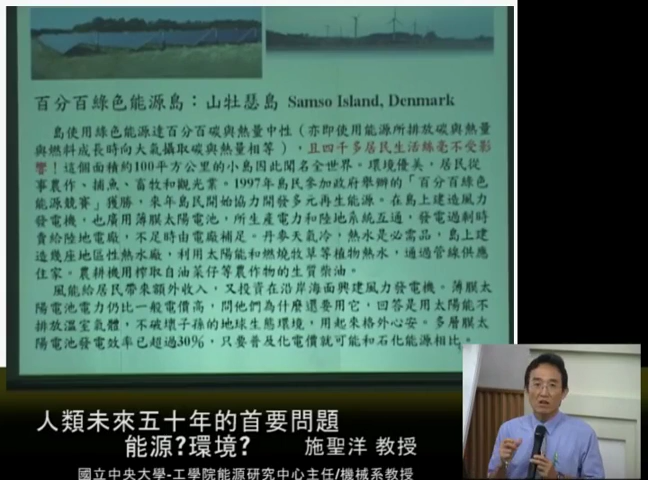 百分百綠色能源島：山牡瑟島 Samso Island, Denmark
島使用綠色能源達百分百碳與熱量中性（亦即使用能源所排放碳與熱量
與燃料成長時向大氣攝取碳與熱量相等），且四千多居民生活絲毫不受影
響！這個面積約100平方公里的小島因此聞名全世界。環境優美，居民從
事農作、捕魚、畜牧和觀光業。1997年島民參加政府舉辦的「百分百綠色
能源競賽」獲勝，來年島民開始協力開發多元再生能源。在島上建造風力
發電機，也廣用薄膜太陽電池，所生產電力和陸地系統互通，發電過剩時
賣給陸地電廠，不足時由電廠補足。丹麥天氣冷，熱水是必需品，島上建
造幾座地區性熱水廠，利用太陽能和燃燒牧草等植物熱水，通過管線供應
住家。農耕機用榨取自油菜仔等農作物的生質柴油。
風能給居民帶來額外收入，又投資在沿岸海面興建風力發電機。薄膜太
陽電池電力仍比一般電價高，問他們為什麼還要用它，回答是用太陽能不
排放溫室氣體，不破壞子孫的地球生態環境，用起來格外心安。多層膜太
陽電池發電效率已超過30%，只要普及化電價就可能和石化能源相比。
人類未來五十年的首要問題
能源?環境? 施聖洋 教授
國立中央大學-工學院能源研究中心主任/機械系教授